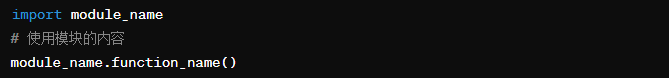 import module_name
# 使用模块的内容
module_name.function_name()